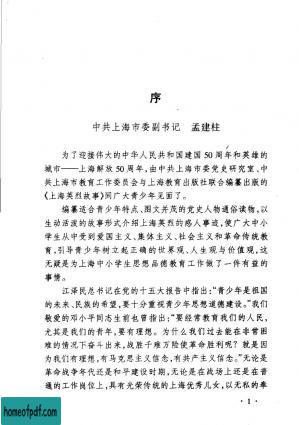 序
中共上海市委副书记 孟建柱
为了迎接伟大的中华人民共和国建国50周年和英雄的
城市——上海解放50周年,由中共上海市委党史研究室、中
共上海市教育工作委员会与上海教育出版社联合编纂出版的
《上海英烈故事》同广大青少年见面了。
编纂适合青少年特点、图文并茂的党史人物通俗读物,以
生动活泼的故事形式介绍上海英烈的感人事迹,使广大中小
学生从中受到爱国主义、集体主义、社会主义和革命传统教
育,引导青少年树立起正确的世界观、人生观与价值观,这
无疑是为上海中小学生思想品德教育工作做了一件有益的
事情。
江泽民总书记在党的十五大报告中指出:“青少年是祖国
的未来、民族的希望,要十分重视青少年思想道德建设。”我们
敬爱的邓小平同志生前也曾指出:“要经常教育我们的人民,
尤其是我们的青年,要有理想。为什么我们过去能在非常困
难的情况下奋斗出来,战胜千难万险使革命胜利呢?就是因
为我们有理想,有马克思主义信念,有共产主义信念。”无论是
革命战争年代还是和平建设时期,无论是在战场上还是在普
通的工作岗位上,具有光荣传统的上海优秀儿女,以无私的奉
·1·
homeofpdf.com